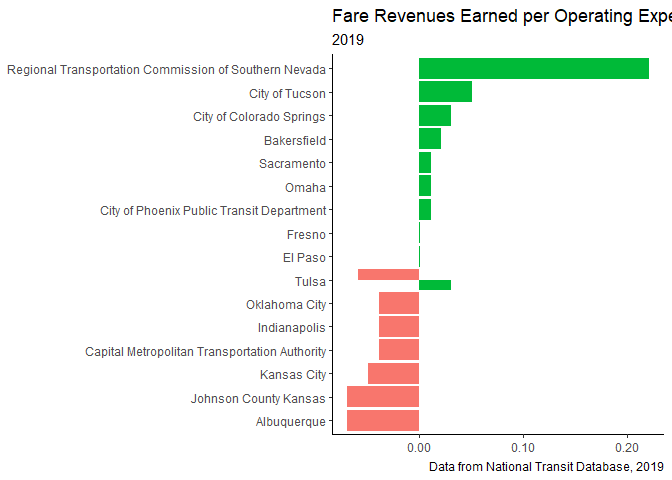 Fare Revenues Earned per Operating Expe
2019
Regional Transportation Commission of Southern Nevada
City of Tucson
City of Colorado Springs
Bakersfield
Sacramento
Omaha
City of Phoenix Public Transit Department
Fresno
El Paso
Tulsa
Oklahoma City
Indianapolis
Capital Metropolitan Transportation Authority
Kansas City
Johnson County Kansas
Albuquerque
0.00 0.10 0.20
Data from National Transit Database, 2019